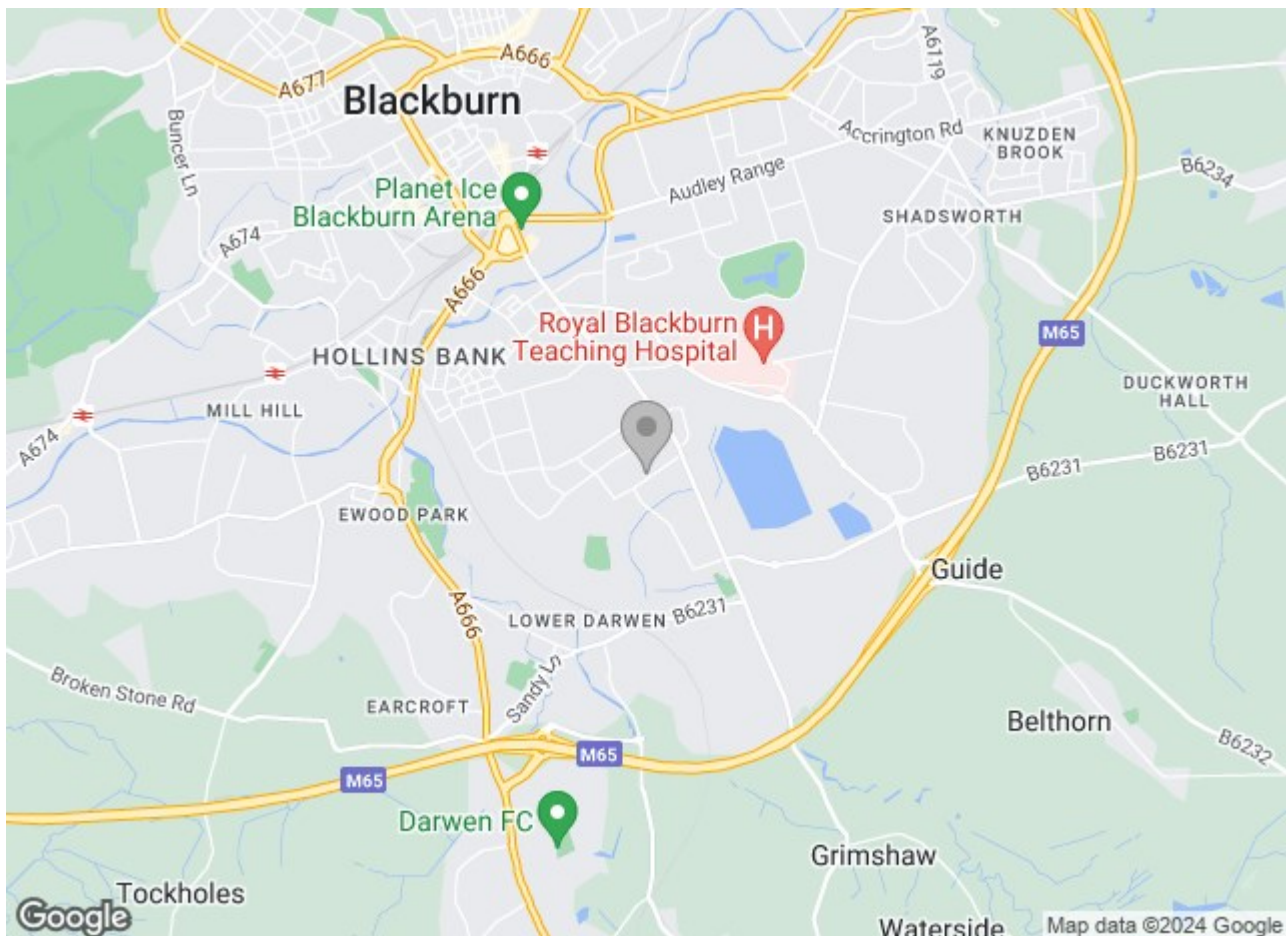 A666
A6119
A677
Blackburn
Buncer Ln
Accrington Rd
KNUZDEN
BROOK
Audley Range
B6234
Planet Ice
Blackburn Arena
SHADSWORTH
A674
A666
Royal Blackburn
Teaching Hospital
H
M65
HOLLINS BANK
DUCKWORTH
HALL
MILL HILL
A674
B6231
B6231
EWOOD PARK
Guide
A666
LOWER DARWEN
B6231
Broken Stone Rd
Sandy Ln
EARCROFT
Belthorn
B6232
M65
M65
Darwen FC
Grimshaw
Tockholes
Waterside
Google
Map data ©2024 Google